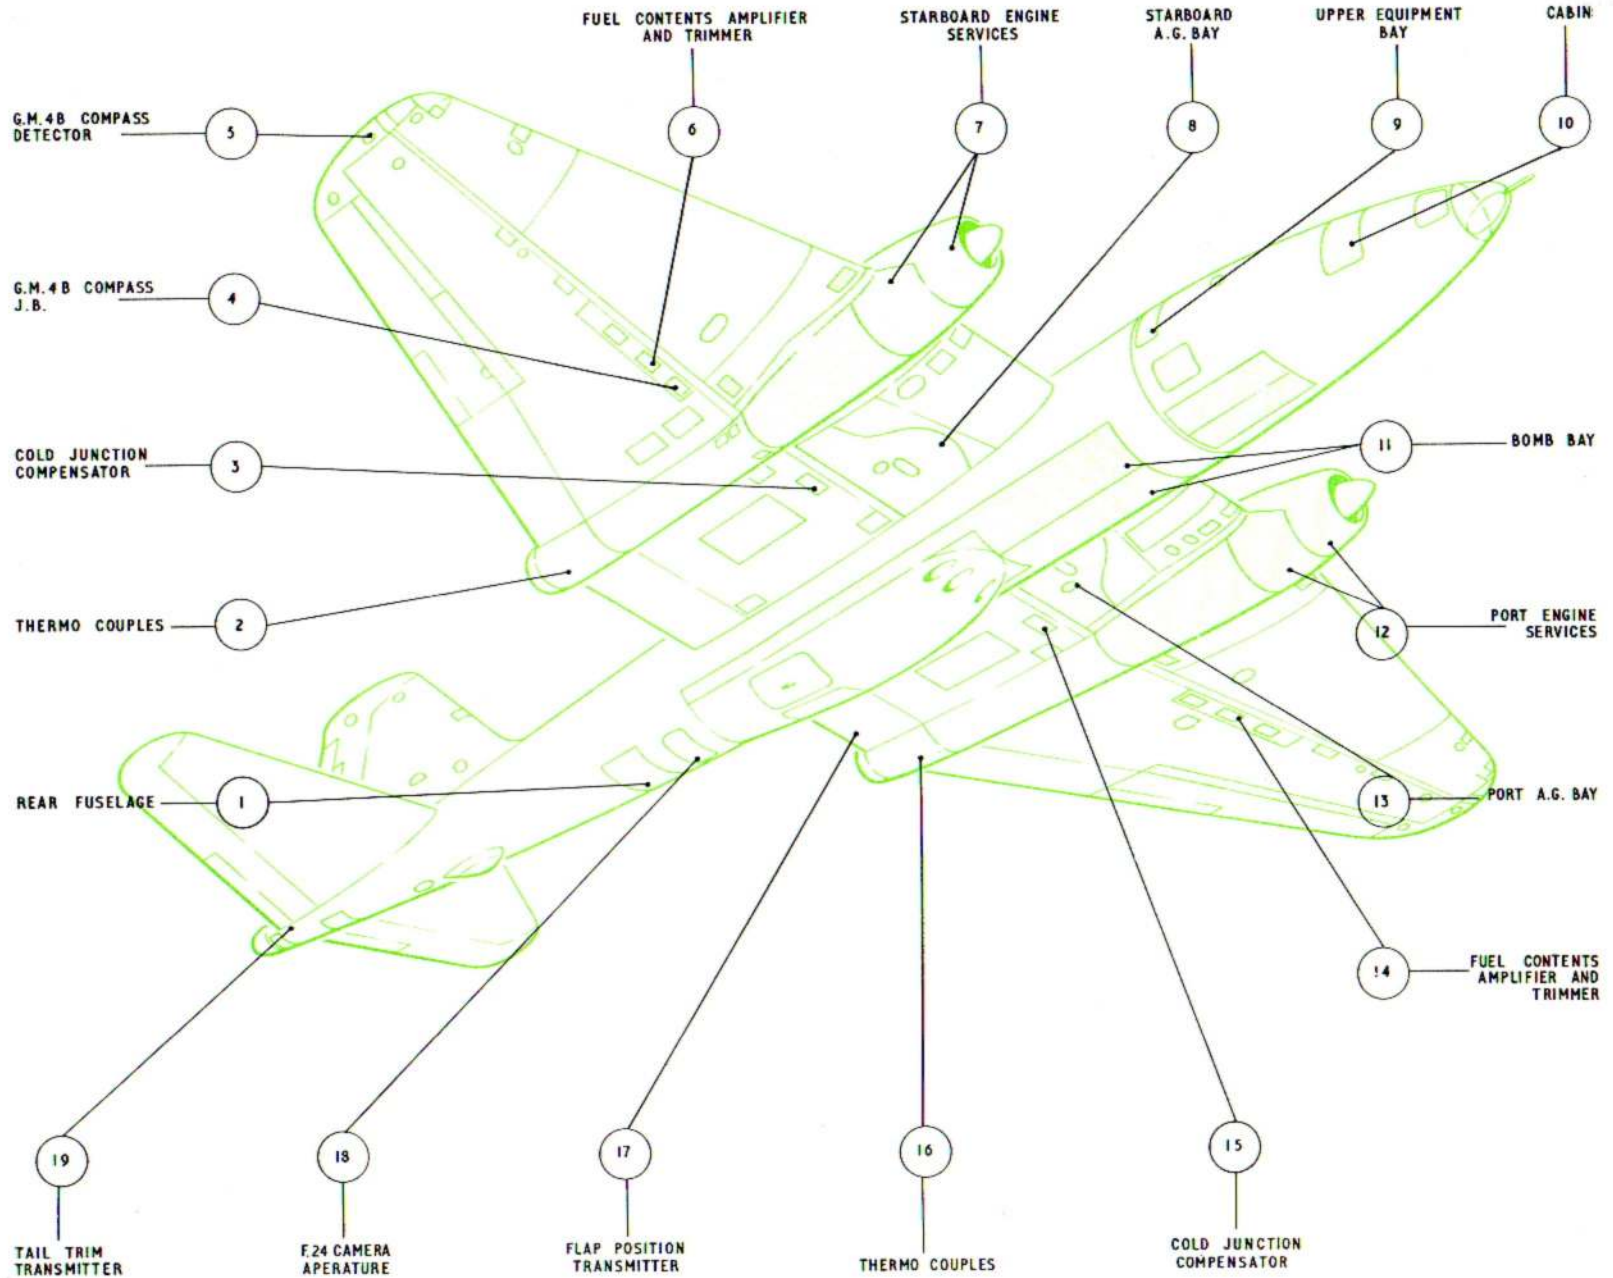 FUEL CONTENTS AMPLIFIER
AND TRIMMER
STARBOARD ENGINE
SERVICES
STARBOARD
A.G. BAY
UPPER EQUIPMENT
BAY
CABIN
G.M.4B COMPASS
DETECTOR
5
6
7
8
9
10
G.M.4B COMPASS
J.B.
4
COLD JUNCTION
COMPENSATOR
3
11
BOMB BAY
THERMO COUPLES
2
12
PORT ENGINE
SERVICES
REAR FUSELAGE
1
13
PORT A.G. BAY
14
FUEL CONTENTS
AMPLIFIER AND
TRIMMER
19
18
17
16
15
TAIL TRIM
TRANSMITTER
F.24 CAMERA
APERATURE
FLAP POSITION
TRANSMITTER
THERMO COUPLES
COLD JUNCTION
COMPENSATOR